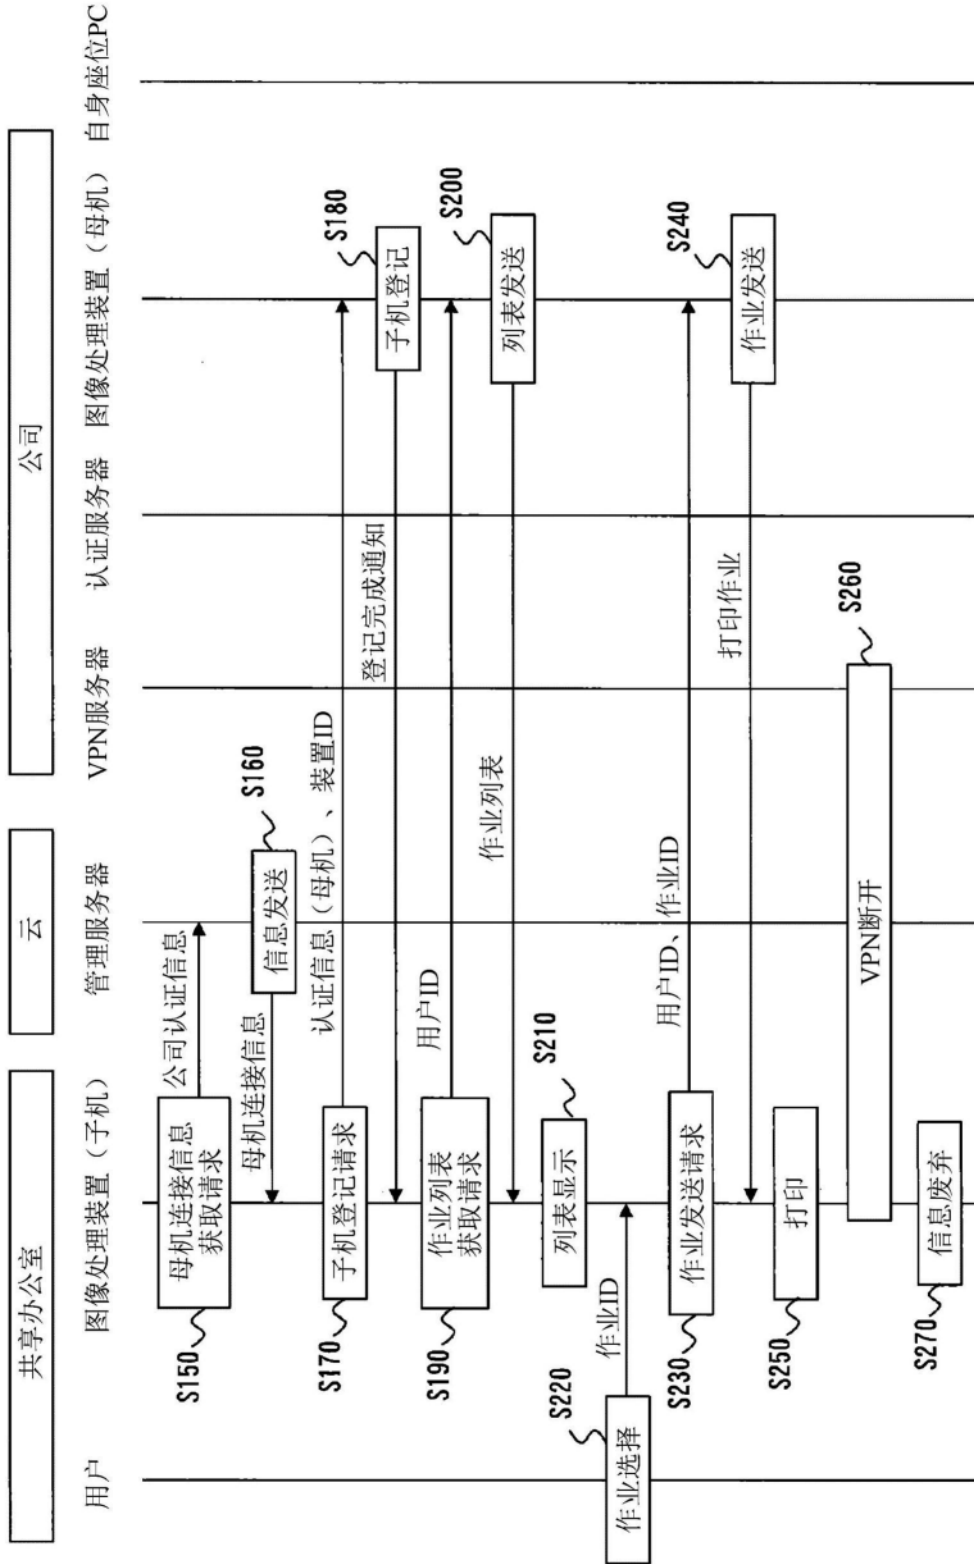 共享办公室
云
公司
用户
图像处理装置（子机）
管理服务器
VPN服务器
认证服务器
图像处理装置（母机）
自身座位PC
S150
母机连接信息
获取请求
公司认证信息
S160
信息发送
母机连接信息
S170
子机登记请求
认证信息（母机）、装置ID
S180
子机登记
登记完成通知
S190
作业列表
获取请求
用户ID
S200
列表发送
作业列表
S210
列表显示
S220
作业选择
作业ID
S230
作业发送请求
用户ID、作业ID
S240
作业发送
打印作业
S250
打印
S260
VPN断开
S270
信息废弃